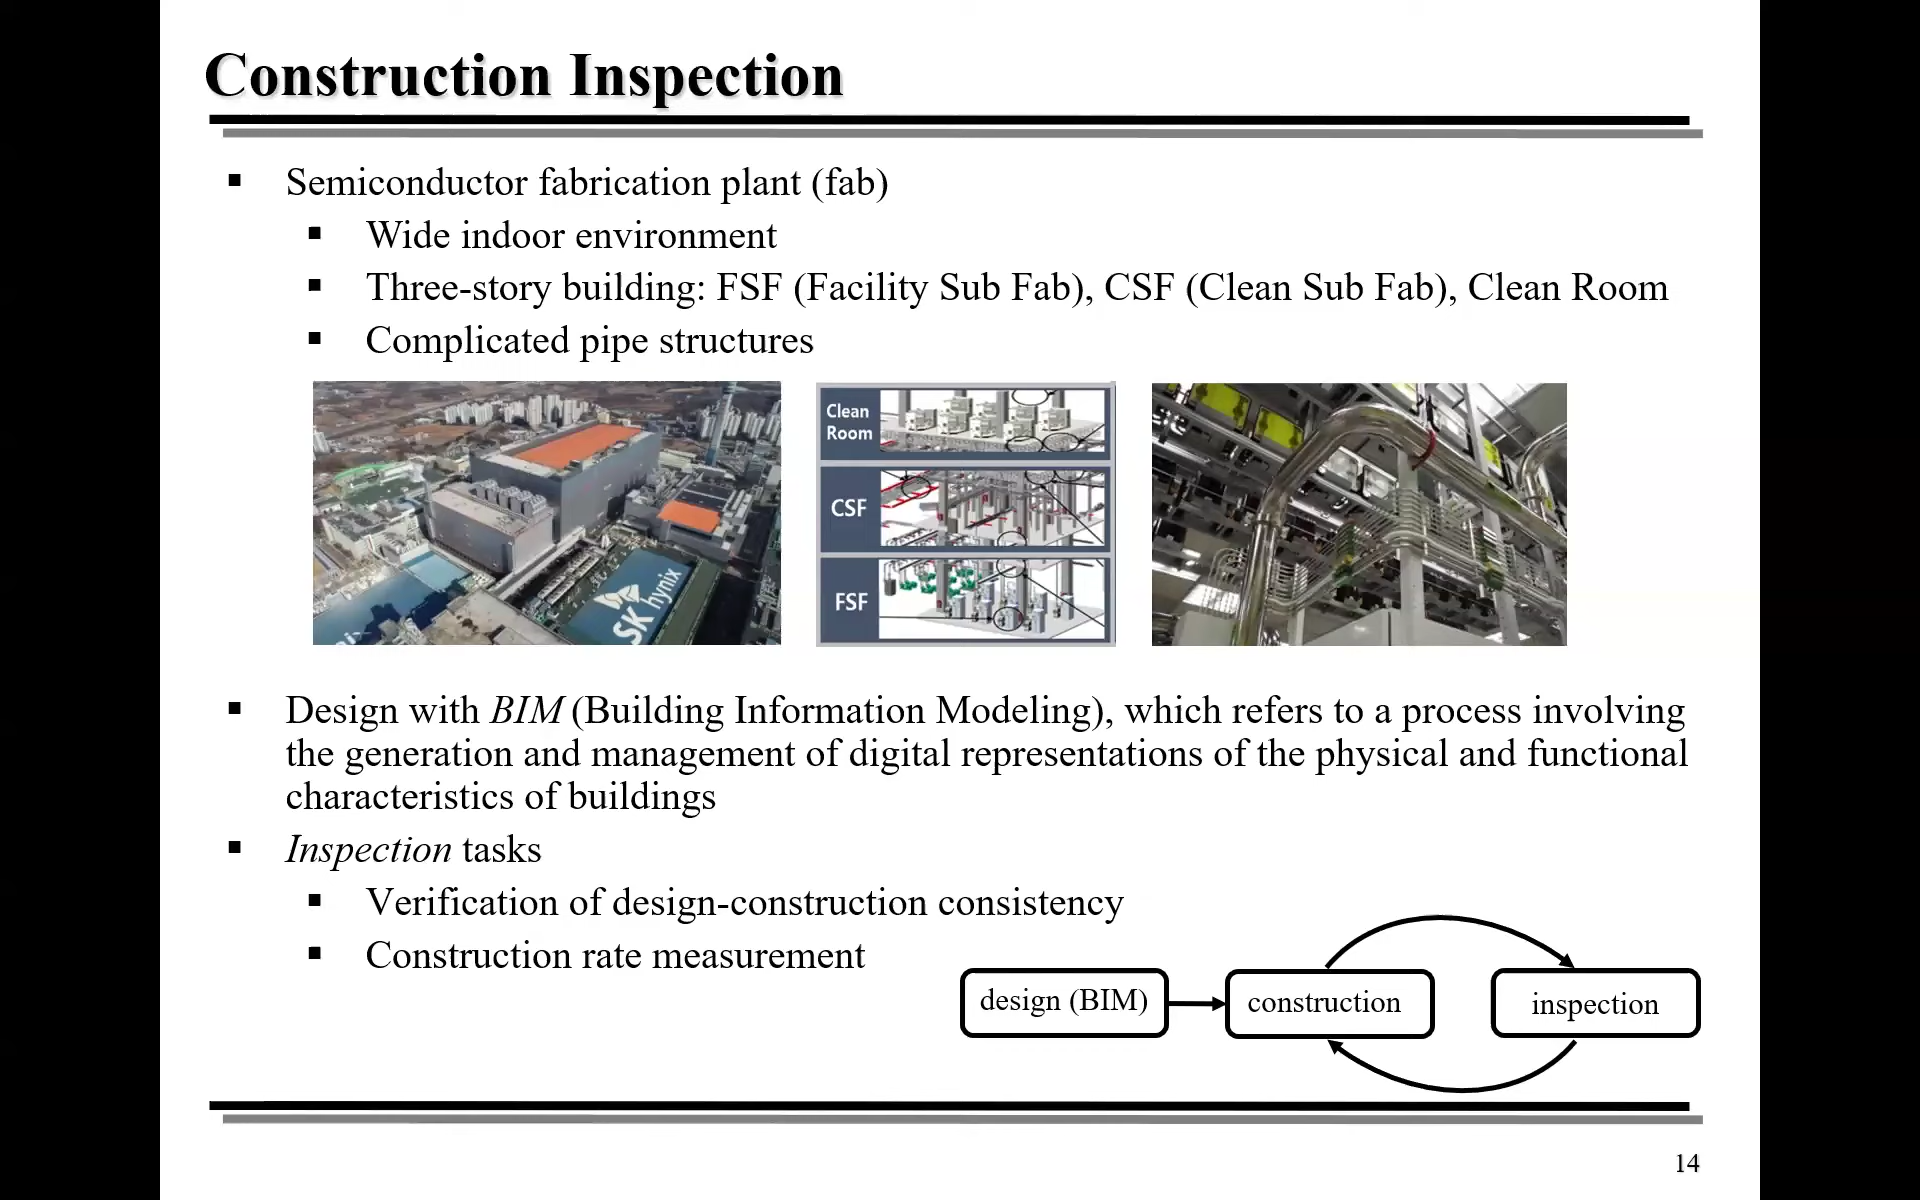 Construction Inspection
Semiconductor fabrication plant (fab)
Wide indoor environment
Three-story building: FSF (Facility Sub Fab), CSF (Clean Sub Fab), Clean Room
Complicated pipe structures
SK hynix
Clean
Room
CSF
FSF
Design with BIM (Building Information Modeling), which refers to a process involving
the generation and management of digital representations of the physical and functional
characteristics of buildings
Inspection tasks
Verification of design-construction consistency
Construction rate measurement
design (BIM)
construction
inspection
14